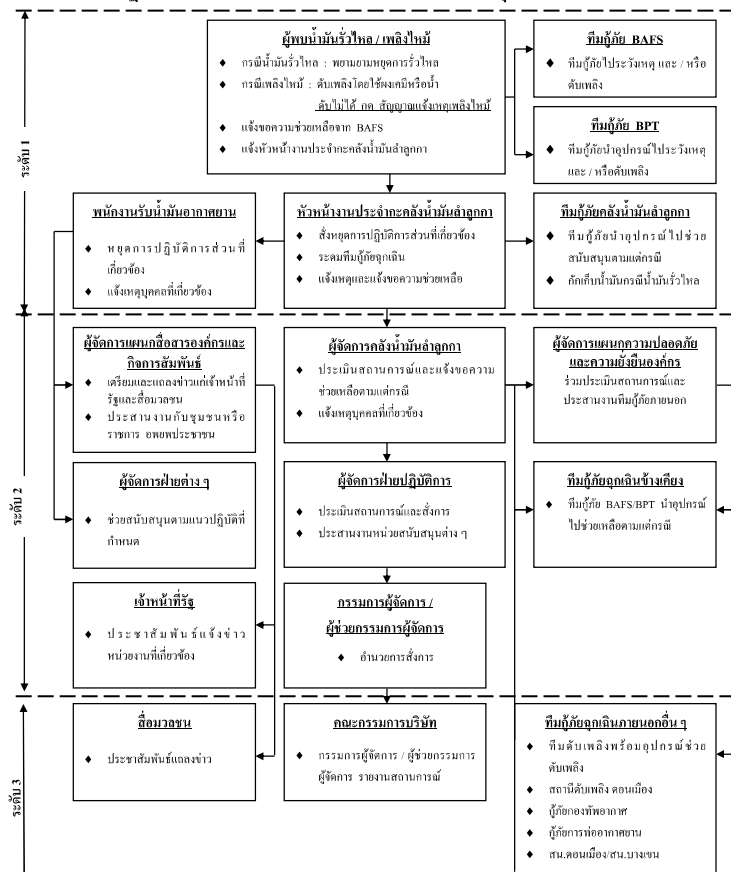 ผู้พบน้ำมันรั่วไหล / เพลิงไหม้
♦ กรณีน้ำมันรั่วไหล : พยายามหยุดการรั่วไหล
♦ กรณีเพลิงไหม้ : ดับเพลิงโดยใช้ผงเคมีหรือน้ำ
ดับไม่ได้ กด สัญญาณแจ้งเหตุเพลิงไหม้
♦ แจ้งขอความช่วยเหลือจาก BAFS
♦ แจ้งหัวหน้างานประจำกะคลังน้ำมันลำลูกกา
ทีมกู้ภัย BAFS
♦ ทีมกู้ภัยไประวังเหตุ และ / หรือ
ดับเพลิง
ทีมกู้ภัย BPT
♦ ทีมกู้ภัยนำอุปกรณ์ไประวังเหตุ
และ / หรือดับเพลิง
ระดับ 1
พนักงานรับน้ำมันอากาศยาน
♦ หยุดการปฏิบัติการส่วนที่
เกี่ยวข้อง
♦ แจ้งเหตุบุคคลที่เกี่ยวข้อง
หัวหน้างานประจำกะคลังน้ำมันลำลูกกา
♦ สั่งหยุดการปฏิบัติการส่วนที่เกี่ยวข้อง
♦ ระดมทีมกู้ภัยฉุกเฉิน
♦ แจ้งเหตุและแจ้งขอความช่วยเหลือ
ทีมกู้ภัยคลังน้ำมันลำลูกกา
♦ ทีมกู้ภัยนำอุปกรณ์ไปช่วย
สนับสนุนตามแต่กรณี
♦ กักเก็บน้ำมันกรณีน้ำมันรั่วไหล
ผู้จัดการแผนกสื่อสารองค์กรและ
กิจการสัมพันธ์
♦ เตรียมและแถลงข่าวแก่เจ้าหน้าที่
รัฐและสื่อมวลชน
♦ ประสานงานกับชุมชนหรือ
ราชการ อพยพประชาชน
ผู้จัดการคลังน้ำมันลำลูกกา
♦ ประเมินสถานการณ์และแจ้งขอความ
ช่วยเหลือตามแต่กรณี
♦ แจ้งเหตุบุคคลที่เกี่ยวข้อง
ผู้จัดการแผนกความปลอดภัย
และความยั่งยืนองค์กร
ร่วมประเมินสถานการณ์และ
ประสานงานทีมกู้ภัยภายนอก
ระดับ 2
ผู้จัดการฝ่ายต่าง ๆ
♦ ช่วยสนับสนุนตามแนวปฏิบัติที่
กำหนด
ผู้จัดการฝ่ายปฏิบัติการ
♦ ประเมินสถานการณ์และสั่งการ
♦ ประสานงานหน่วยสนับสนุนต่าง ๆ
ทีมกู้ภัยฉุกเฉินข้างเคียง
♦ ทีมกู้ภัย BAFS/BPT นำอุปกรณ์
ไปช่วยเหลือตามแต่กรณี
เจ้าหน้าที่รัฐ
♦ ประชาสัมพันธ์แจ้งข่าว
หน่วยงานที่เกี่ยวข้อง
กรรมการผู้จัดการ /
ผู้ช่วยกรรมการผู้จัดการ
♦ อำนวยการสั่งการ
สื่อมวลชน
♦ ประชาสัมพันธ์แถลงข่าว
คณะกรรมการบริษัท
♦ กรรมการผู้จัดการ / ผู้ช่วยกรรมการ
ผู้จัดการ รายงานสถานการณ์
ทีมกู้ภัยฉุกเฉินภายนอกอื่น ๆ
♦ ทีมดับเพลิงพร้อมอุปกรณ์ช่วย
ดับเพลิง
♦ สถานีดับเพลิง ดอนเมือง
♦ กู้ภัยกองทัพอากาศ
♦ กู้ภัยการท่าอากาศยาน
♦ สน.ดอนเมือง/สน.บางเขน
ระดับ 3